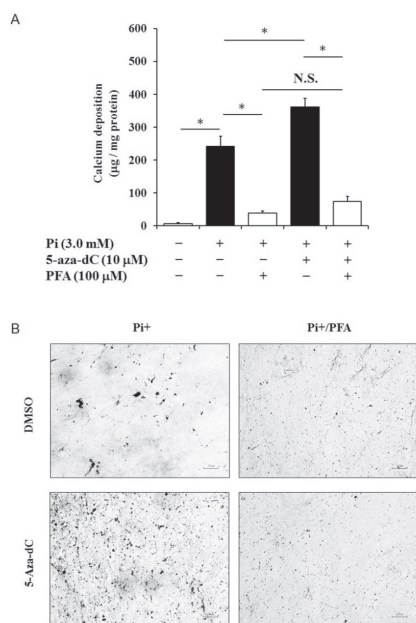 A
Calcium deposition
(μg / mg protein)
600
500
400
300
200
100
0
*
*
*
*
N.S.
Pi (3.0 mM) − + + + +
5-aza-dC (10 μM) − − − + +
PFA (100 μM) − − + − +
B
Pi+ Pi+/PFA
DMSO
5-Aza-dC